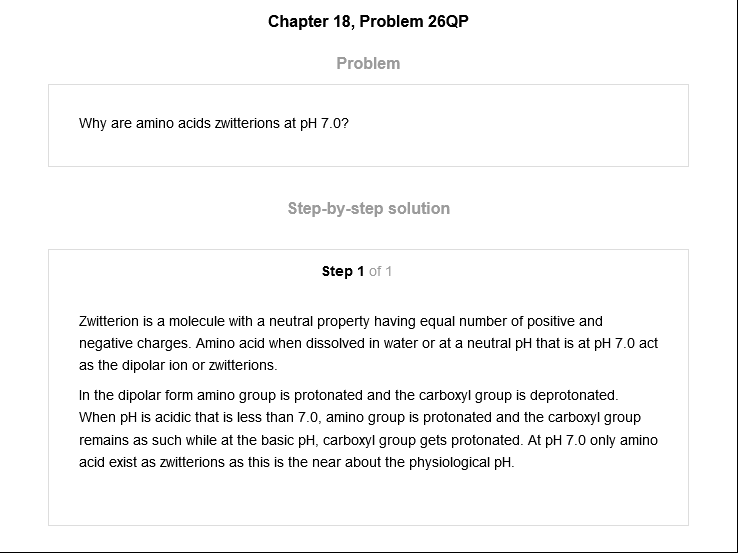 Chapter 18, Problem 26QP
Problem
Why are amino acids zwitterions at pH 7.0?
Step-by-step solution
Step 1 of 1
Zwitterion is a molecule with a neutral property having equal number of positive and
negative charges. Amino acid when dissolved in water or at a neutral pH that is at pH 7.0 act
as the dipolar ion or zwitterions.
In the dipolar form amino group is protonated and the carboxyl group is deprotonated.
When pH is acidic that is less than 7.0, amino group is protonated and the carboxyl group
remains as such while at the basic pH, carboxyl group gets protonated. At pH 7.0 only amino
acid exist as zwitterions as this is the near about the physiological pH.